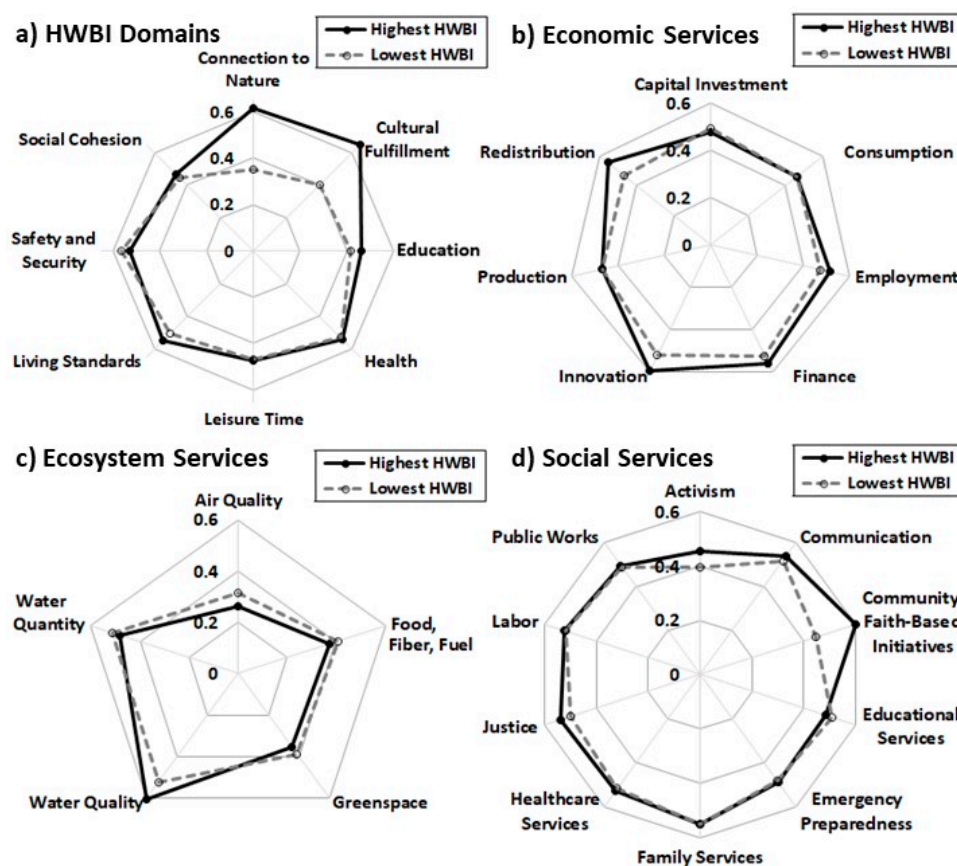 a) HWBI Domains
Highest HWBI
Lowest HWBI
Connection to
Nature
0.6
0.4
0.2
0
Cultural
Fulfillment
Education
Health
Leisure Time
Living Standards
Safety and
Security
Social Cohesion
b) Economic Services
Highest HWBI
Lowest HWBI
Capital Investment
0.6
0.4
0.2
0
Consumption
Employment
Finance
Innovation
Production
Redistribution
c) Ecosystem Services
Highest HWBI
Lowest HWBI
Air Quality
0.6
0.4
0.2
0
Food,
Fiber, Fuel
Greenspace
Water Quality
Water
Quantity
d) Social Services
Highest HWBI
Lowest HWBI
Activism
0.6
0.4
0.2
0
Communication
Community
Faith-Based
Initiatives
Educational
Services
Emergency
Preparedness
Family Services
Healthcare
Services
Justice
Labor
Public Works